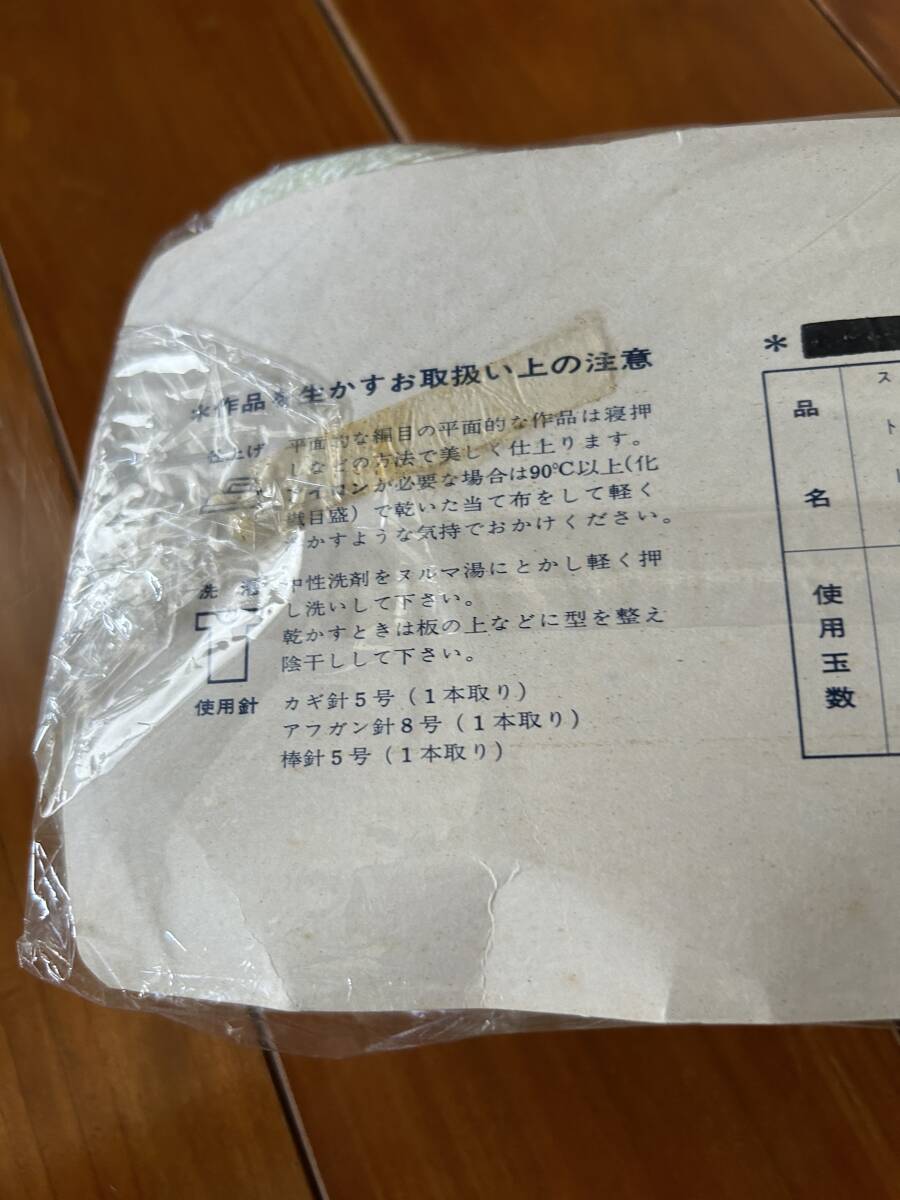 ＊作品を生かすお取扱い上の注意
仕上げ
平面的な編目の平面的な作品は寝押
しなどの方法で美しく仕上ります。
アイロンが必要な場合は90℃以上(化
繊目盛）で乾いた当て布をして軽く
かすような気持でおかけください。
洗濯
中性洗剤をヌルマ湯にとかし軽く押
し洗いして下さい。
乾かすときは板の上などに型を整え
陰干しして下さい。
使用針
カギ針5号（1本取り）
アフガン針8号（1本取り）
棒針5号（1本取り）
＊
品名
ス
ト
使用玉数